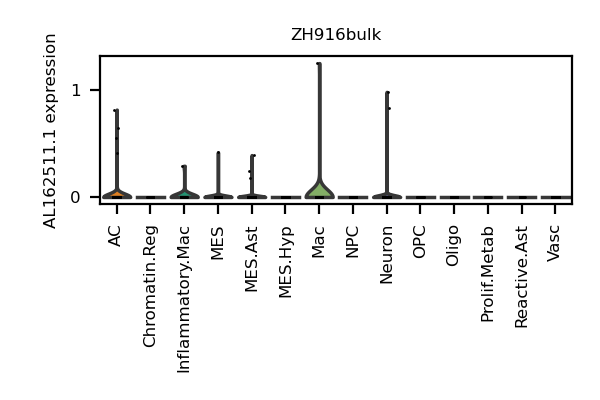 ZH916bulk
AL162511.1 expression
1
0
AC
Chromatin.Reg
Inflammatory.Mac
MES
MES.Ast
MES.Hyp
Mac
NPC
Neuron
OPC
Oligo
Prolif.Metab
Reactive.Ast
Vasc